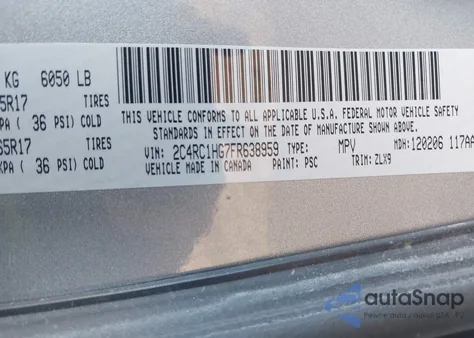 KG 6050 LB
5R17 TIRES
KPA ( 36 PSI) COLD
65R17 TIRES
KPA ( 36 PSI) COLD
THIS VEHICLE CONFORMS TO ALL APPLICABLE U.S.A. FEDERAL MOTOR VEHICLE SAFETY
STANDARDS IN EFFECT ON THE DATE OF MANUFACTURE SHOWN ABOVE.
VIN: 2C4RC1HG7FR638959 TYPE: MPV MDH: 120206 117AA
VEHICLE MADE IN CANADA PAINT: PSC TRIM: ZLX9
autoSnap